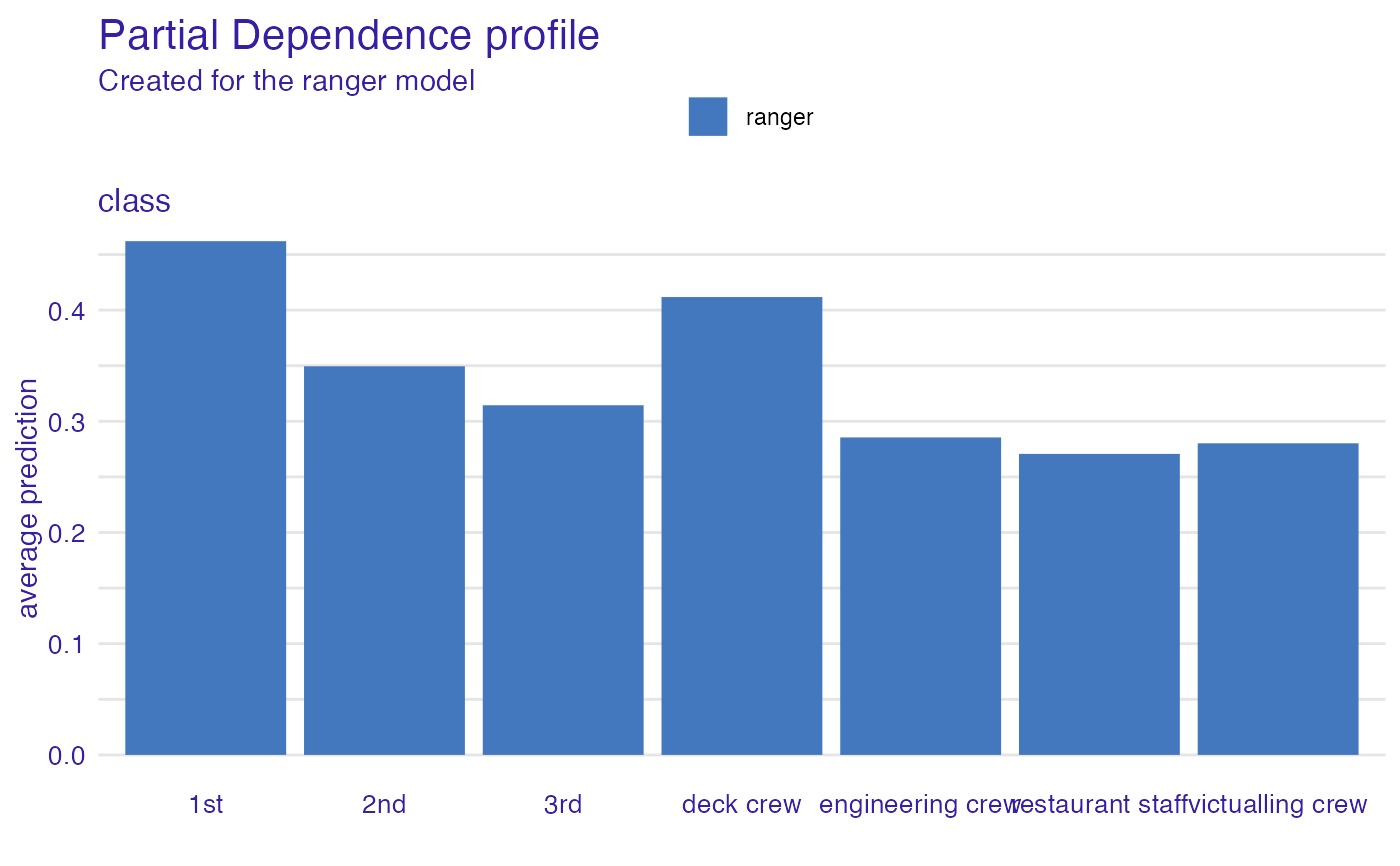 Partial Dependence profile
Created for the ranger model
ranger
class
average prediction
0.4
0.3
0.2
0.1
0.0
1st 2nd 3rd deck crew engineering crew restaurant staff victualling crew